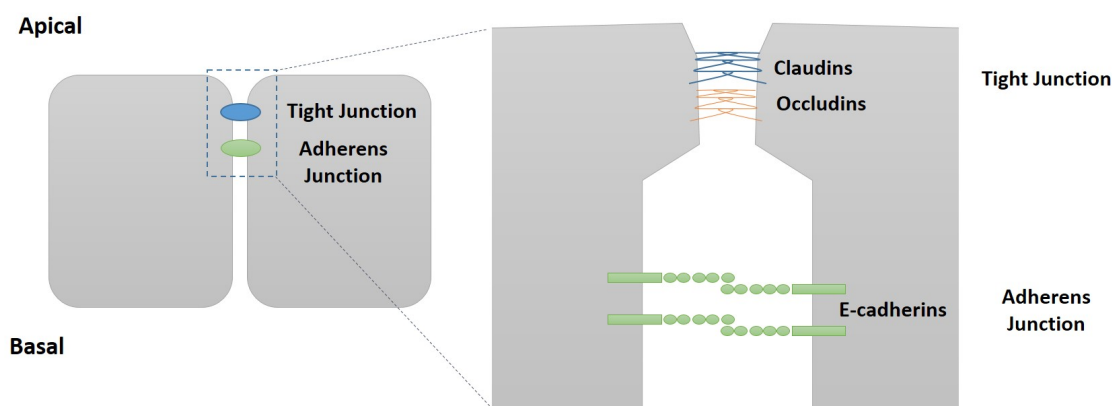 Apical
Tight Junction
Adherens
Junction
Basal
Claudins
Occludins
E-cadherins
Tight Junction
Adherens
Junction